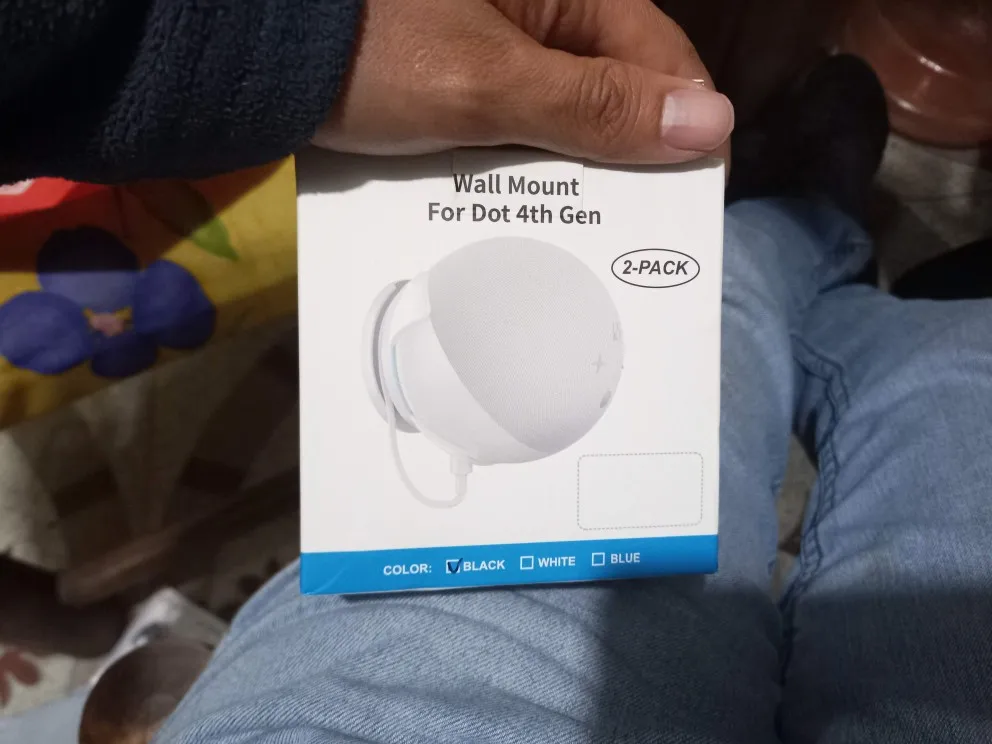 Wall Mount
For Dot 4th Gen
2-PACK
COLOR: BLACK WHITE BLUE